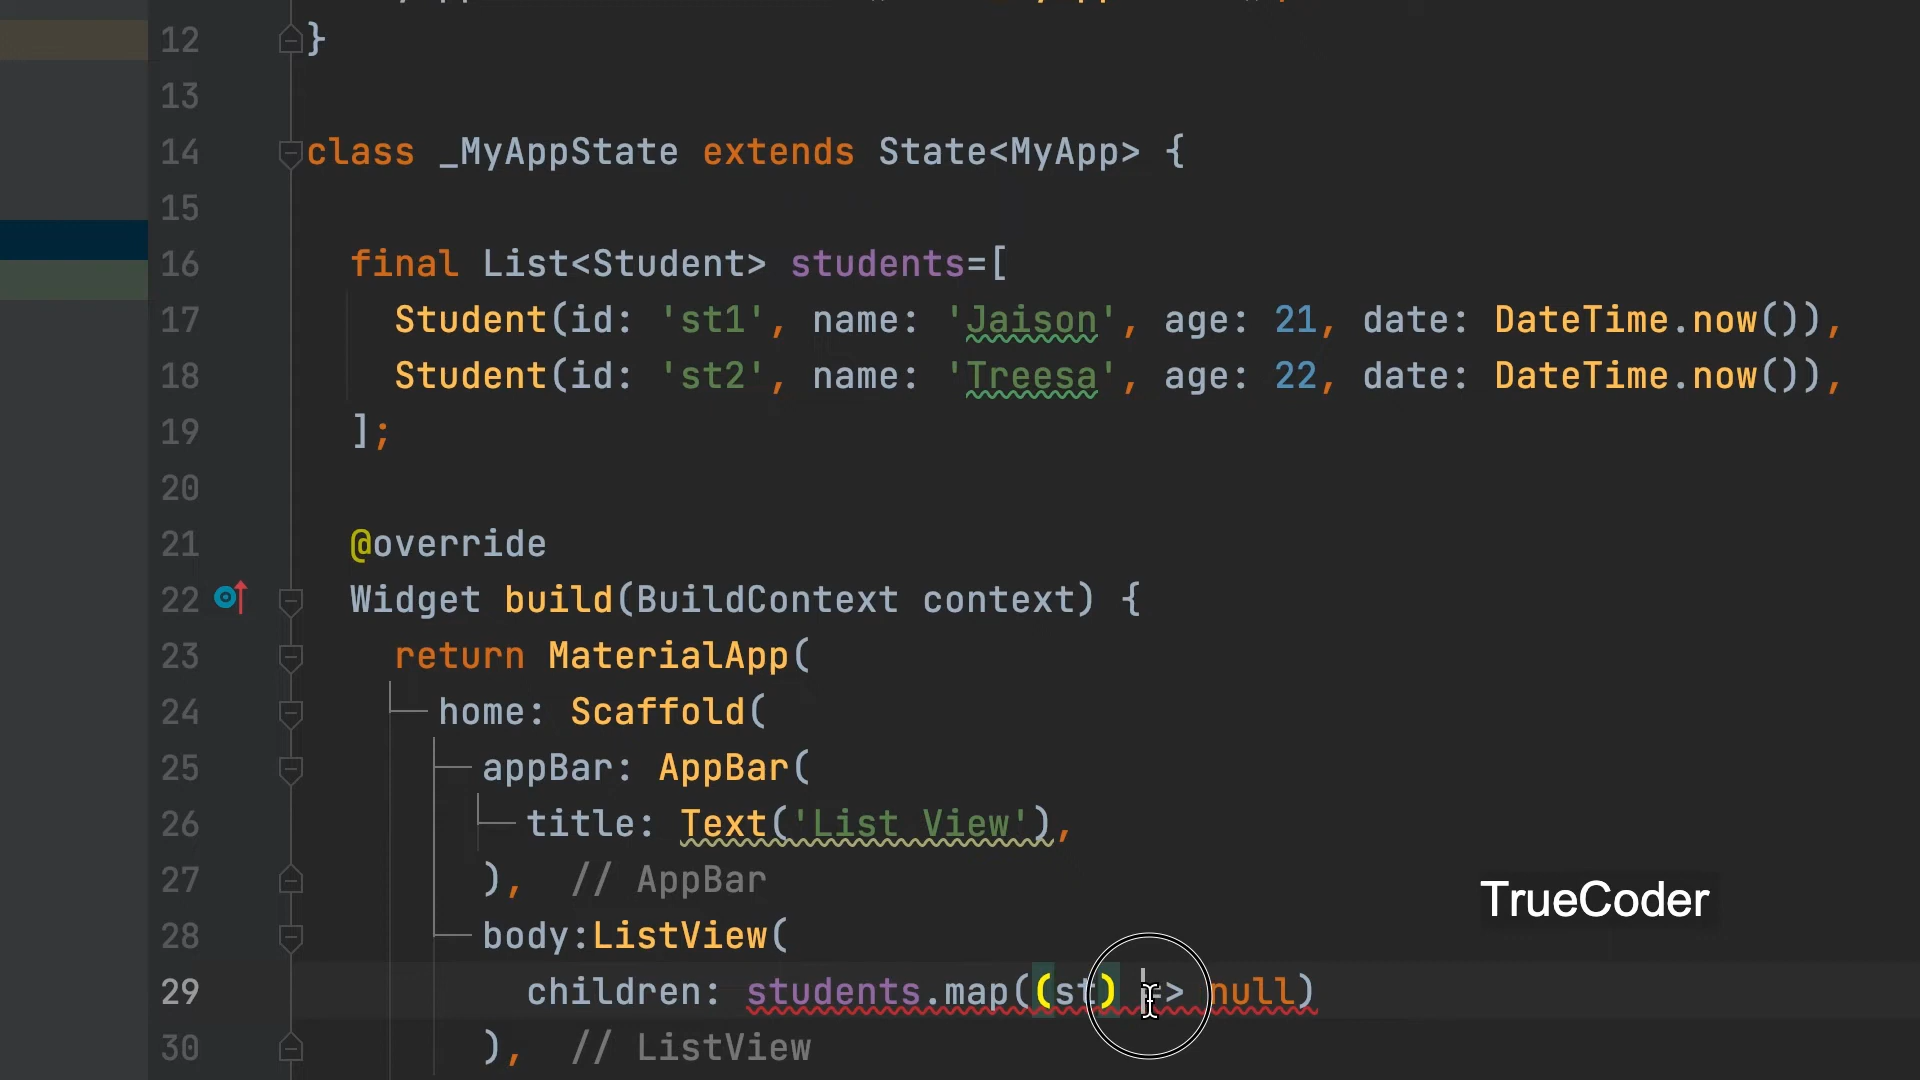 12 }
13
14 class _MyAppState extends State<MyApp> {
15
16 final List<Student> students=[
17 Student(id: 'st1', name: 'Jaison', age: 21, date: DateTime.now()),
18 Student(id: 'st2', name: 'Treesa', age: 22, date: DateTime.now()),
19 ];
20
21 @override
22 Widget build(BuildContext context) {
23 return MaterialApp(
24 home: Scaffold(
25 appBar: AppBar(
26 title: Text('List View'),
27 ), // AppBar
TrueCoder
28 body:ListView(
29 children: students.map((st) => null)
30 ), // ListView